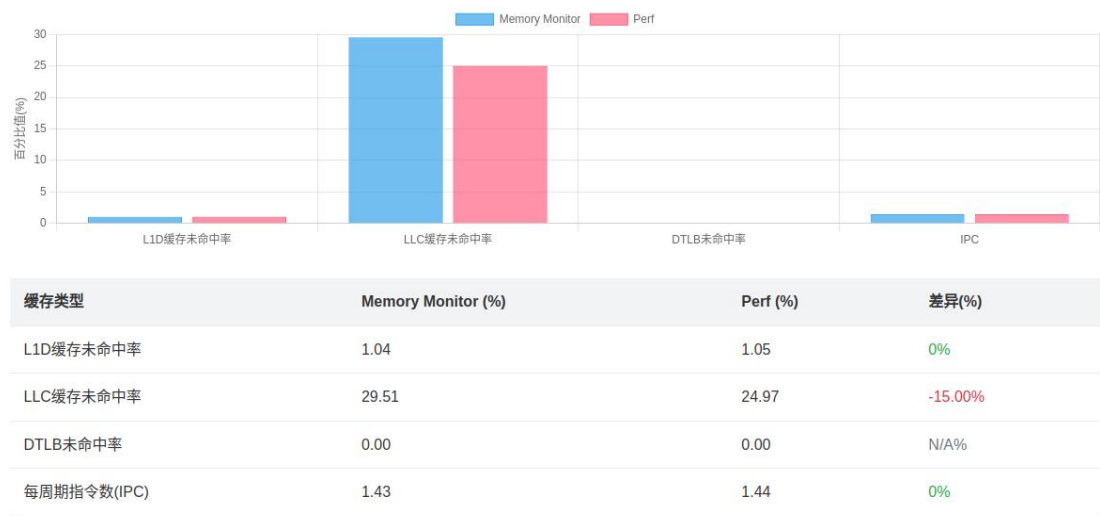 Memory Monitor Perf
30
25
20
15
10
5
0
百分比值(%)
L1D缓存未命中率 LLC缓存未命中率 DTLB未命中率 IPC
缓存类型 Memory Monitor (%) Perf (%) 差异(%)
L1D缓存未命中率 1.04 1.05 0%
LLC缓存未命中率 29.51 24.97 -15.00%
DTLB未命中率 0.00 0.00 N/A%
每周期指令数(IPC) 1.43 1.44 0%